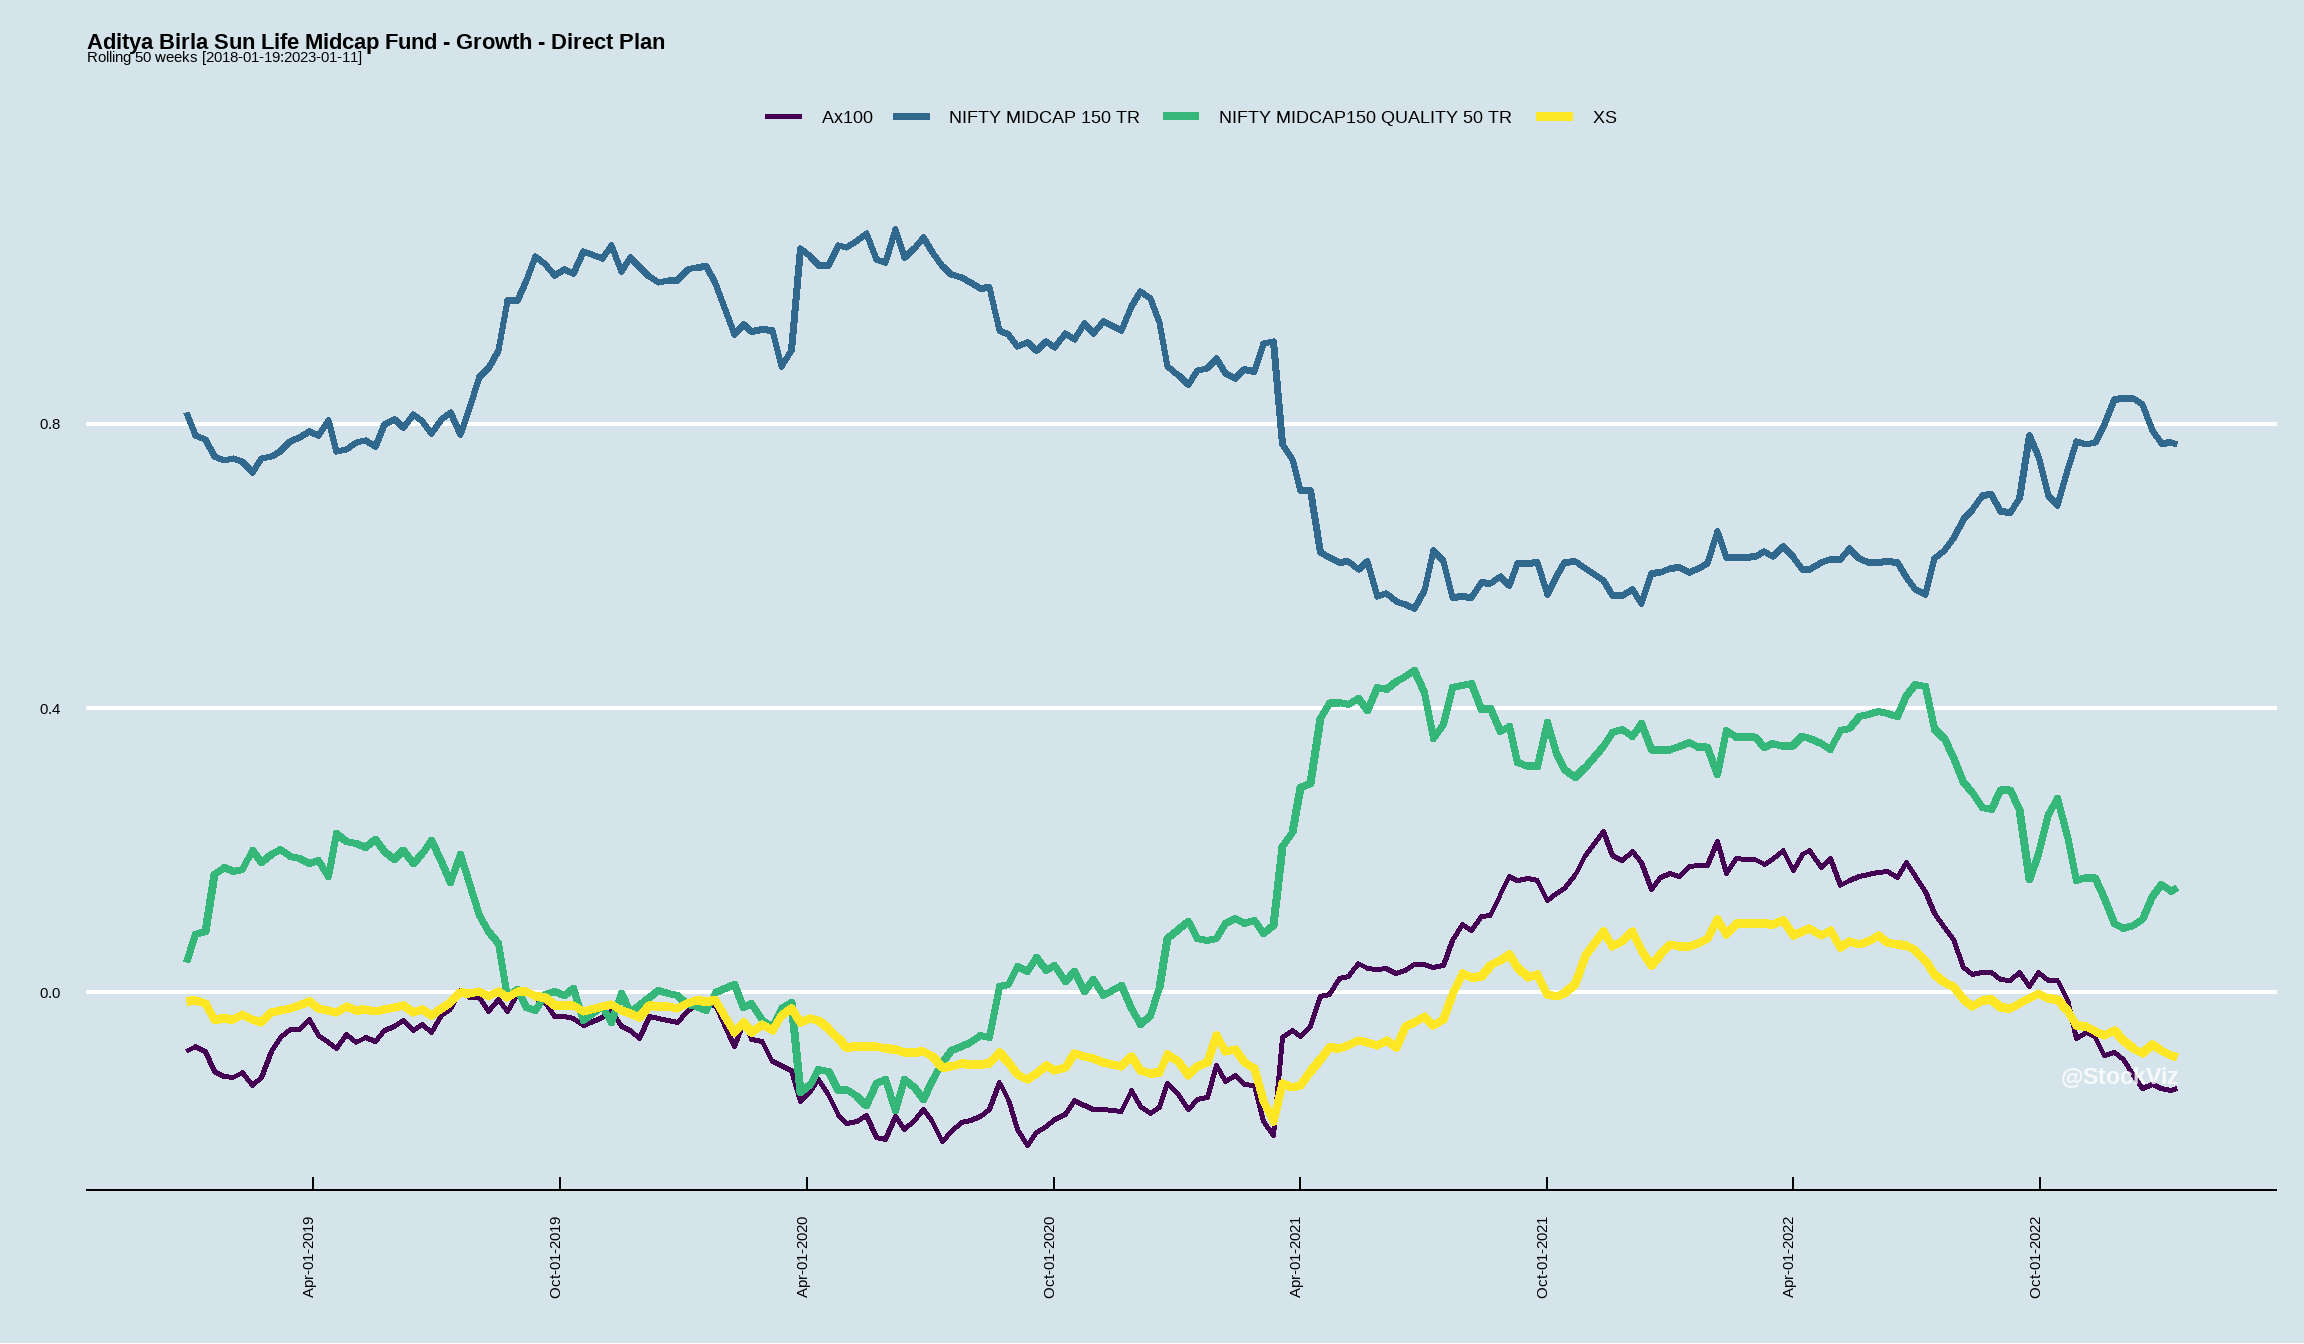 Aditya Birla Sun Life Midcap Fund - Growth - Direct Plan
Rolling 50 weeks [2018-01-19:2023-01-11]
Ax100 NIFTY MIDCAP 150 TR NIFTY MIDCAP150 QUALITY 50 TR XS
0.8
0.4
0.0
@StockViz
Apr-01-2019 Oct-01-2019 Apr-01-2020 Oct-01-2020 Apr-01-2021 Oct-01-2021 Apr-01-2022 Oct-01-2022